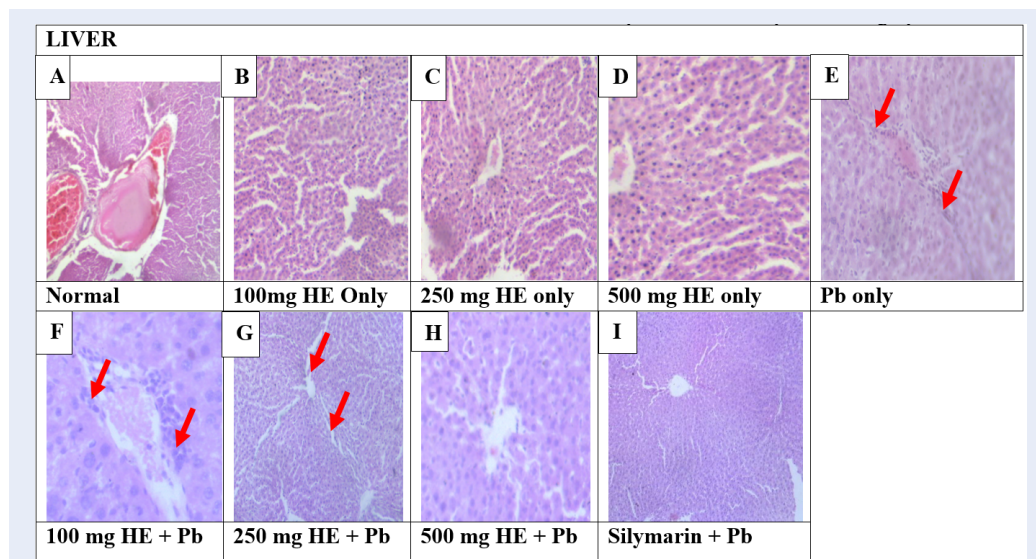 LIVER
A
B
C
D
E
Normal
100mg HE Only
250 mg HE only
500 mg HE only
Pb only
F
G
H
I
100 mg HE + Pb
250 mg HE + Pb
500 mg HE + Pb
Silymarin + Pb